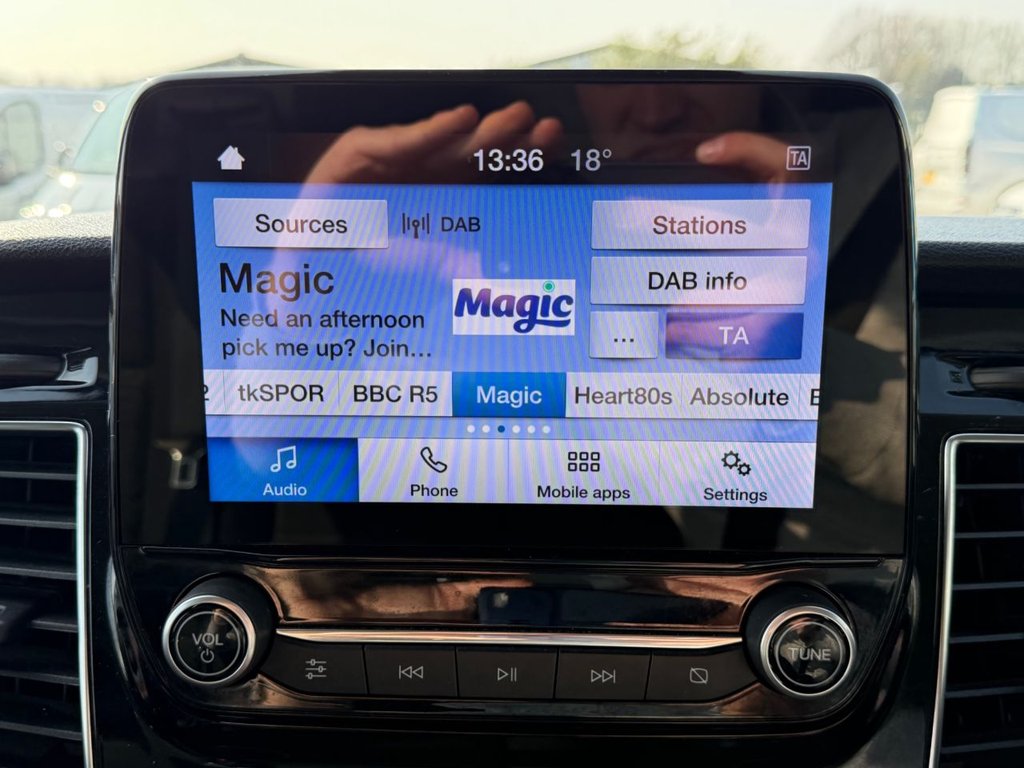 13:36 18° TA
Sources DAB Stations
Magic
Magic
DAB info
Need an afternoon
pick me up? Join...
... TA
2 tkSPOR BBC R5 Magic Heart80s Absolute
Audio Phone Mobile apps Settings
VOL
TUNE